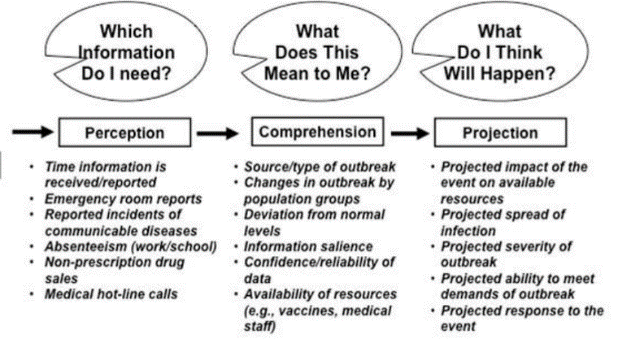 Which
Information
Do I need?
What
Does This
Mean to Me?
What
Do I Think
Will Happen?
Perception
Comprehension
Projection
• Time information is
received/reported
• Emergency room reports
• Reported incidents of
communicable diseases
• Absenteeism (work/school)
• Non-prescription drug
sales
• Medical hot-line calls
• Source/type of outbreak
• Changes in outbreak by
population groups
• Deviation from normal
levels
• Information salience
• Confidence/reliability of
data
• Availability of resources
(e.g., vaccines, medical
staff)
• Projected impact of the
event on available
resources
• Projected spread of
infection
• Projected severity of
outbreak
• Projected ability to meet
demands of outbreak
• Projected response to the
event